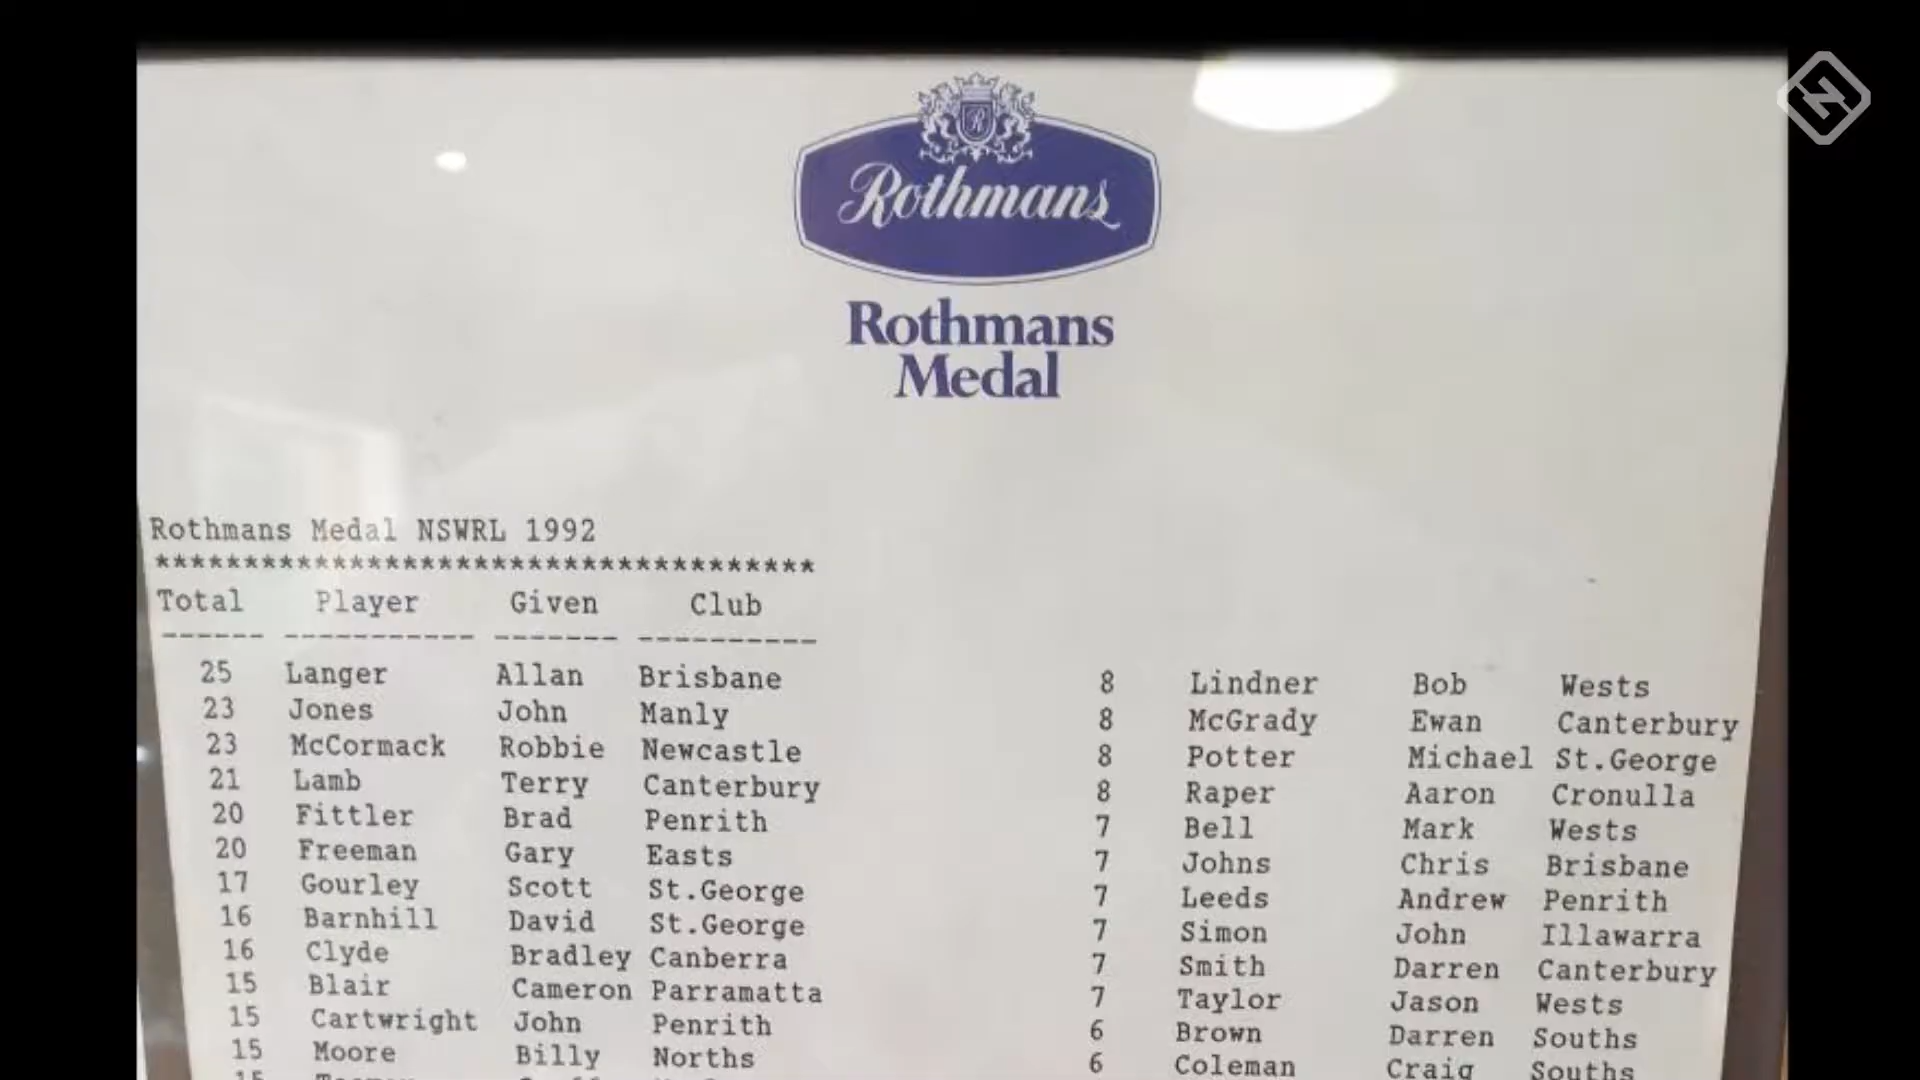 R
Rothmans
Rothmans
Medal
Rothmans Medal NSWRL 1992
*************************************
Total Player Given Club
------ ----------- ------- ----------
25 Langer Allan Brisbane
23 Jones John Manly
23 McCormack Robbie Newcastle
21 Lamb Terry Canterbury
20 Fittler Brad Penrith
20 Freeman Gary Easts
17 Gourley Scott St.George
16 Barnhill David St.George
16 Clyde Bradley Canberra
15 Blair Cameron Parramatta
15 Cartwright John Penrith
15 Moore Billy Norths
15
8 Lindner Bob Wests
8 McGrady Ewan Canterbury
8 Potter Michael St.George
8 Raper Aaron Cronulla
7 Bell Mark Wests
7 Johns Chris Brisbane
7 Leeds Andrew Penrith
7 Simon John Illawarra
7 Smith Darren Canterbury
7 Taylor Jason Wests
6 Brown Darren Souths
6 Coleman Craig Souths